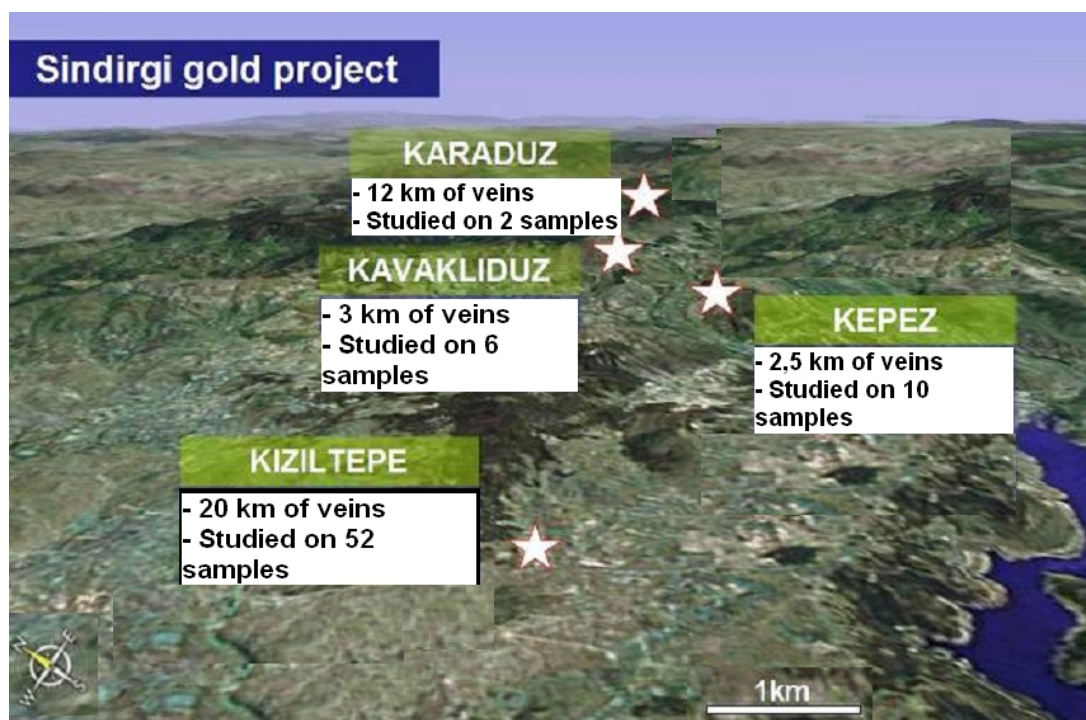 Sindirgi gold project
KARADUZ
- 12 km of veins
- Studied on 2 samples
KAVAKLIDUZ
- 3 km of veins
- Studied on 6
samples
KEPEZ
- 2,5 km of veins
- Studied on 10
samples
KIZILTEPE
- 20 km of veins
- Studied on 52
samples
N
E
W
S
1km